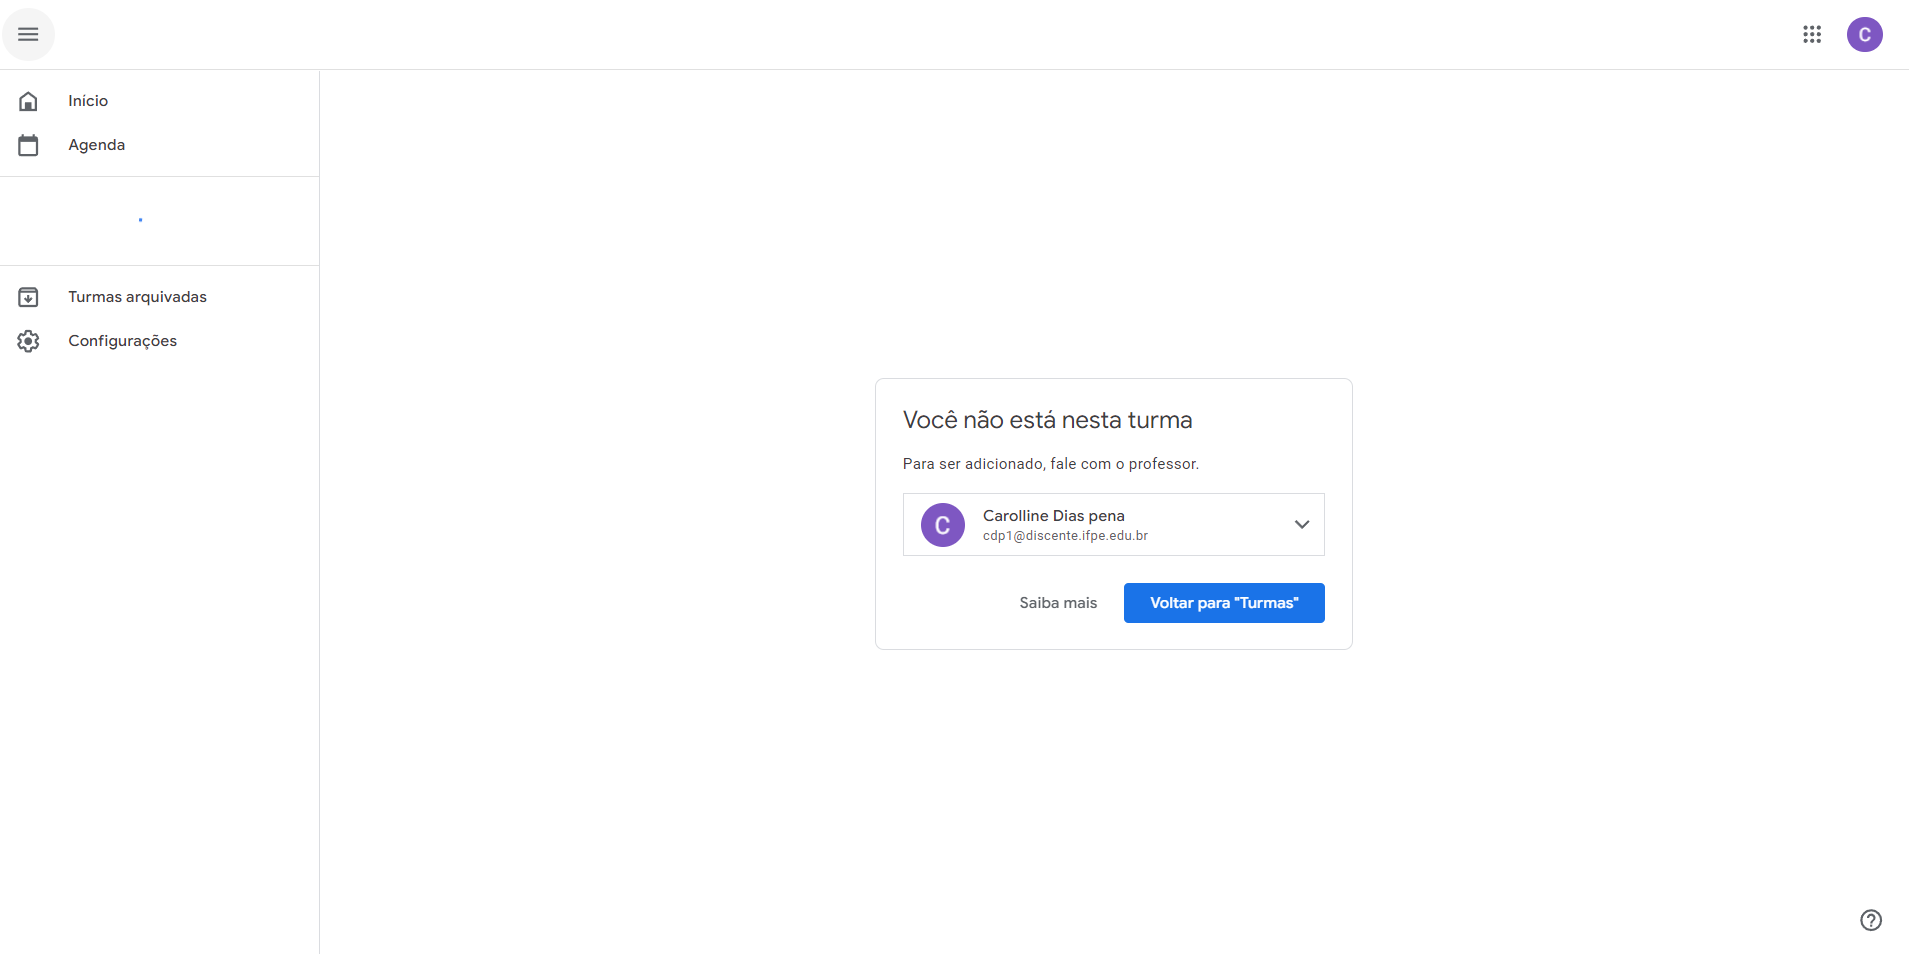 C
Início
Agenda
Turmas arquivadas
Configurações
Você não está nesta turma
Para ser adicionado, fale com o professor.
C
Carolline Dias pena
cdp1@discente.ifpe.edu.br
Saiba mais
Voltar para "Turmas"